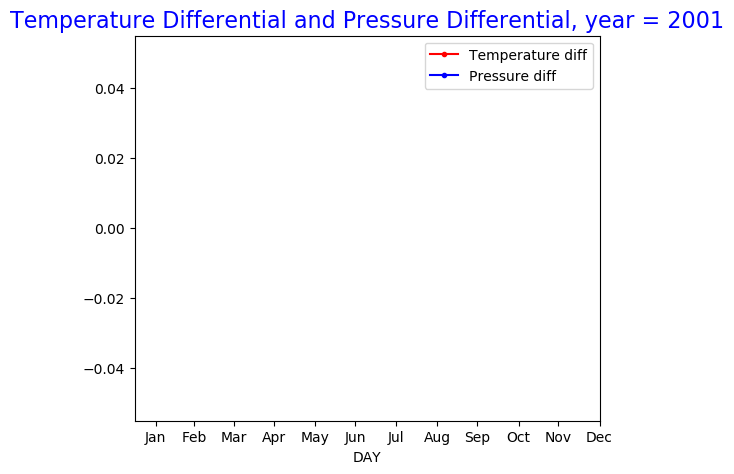 Temperature Differential and Pressure Differential, year = 2001
Temperature diff
Pressure diff
0.04
0.02
0.00
−0.02
−0.04
Jan Feb Mar Apr May Jun Jul Aug Sep Oct Nov Dec
DAY